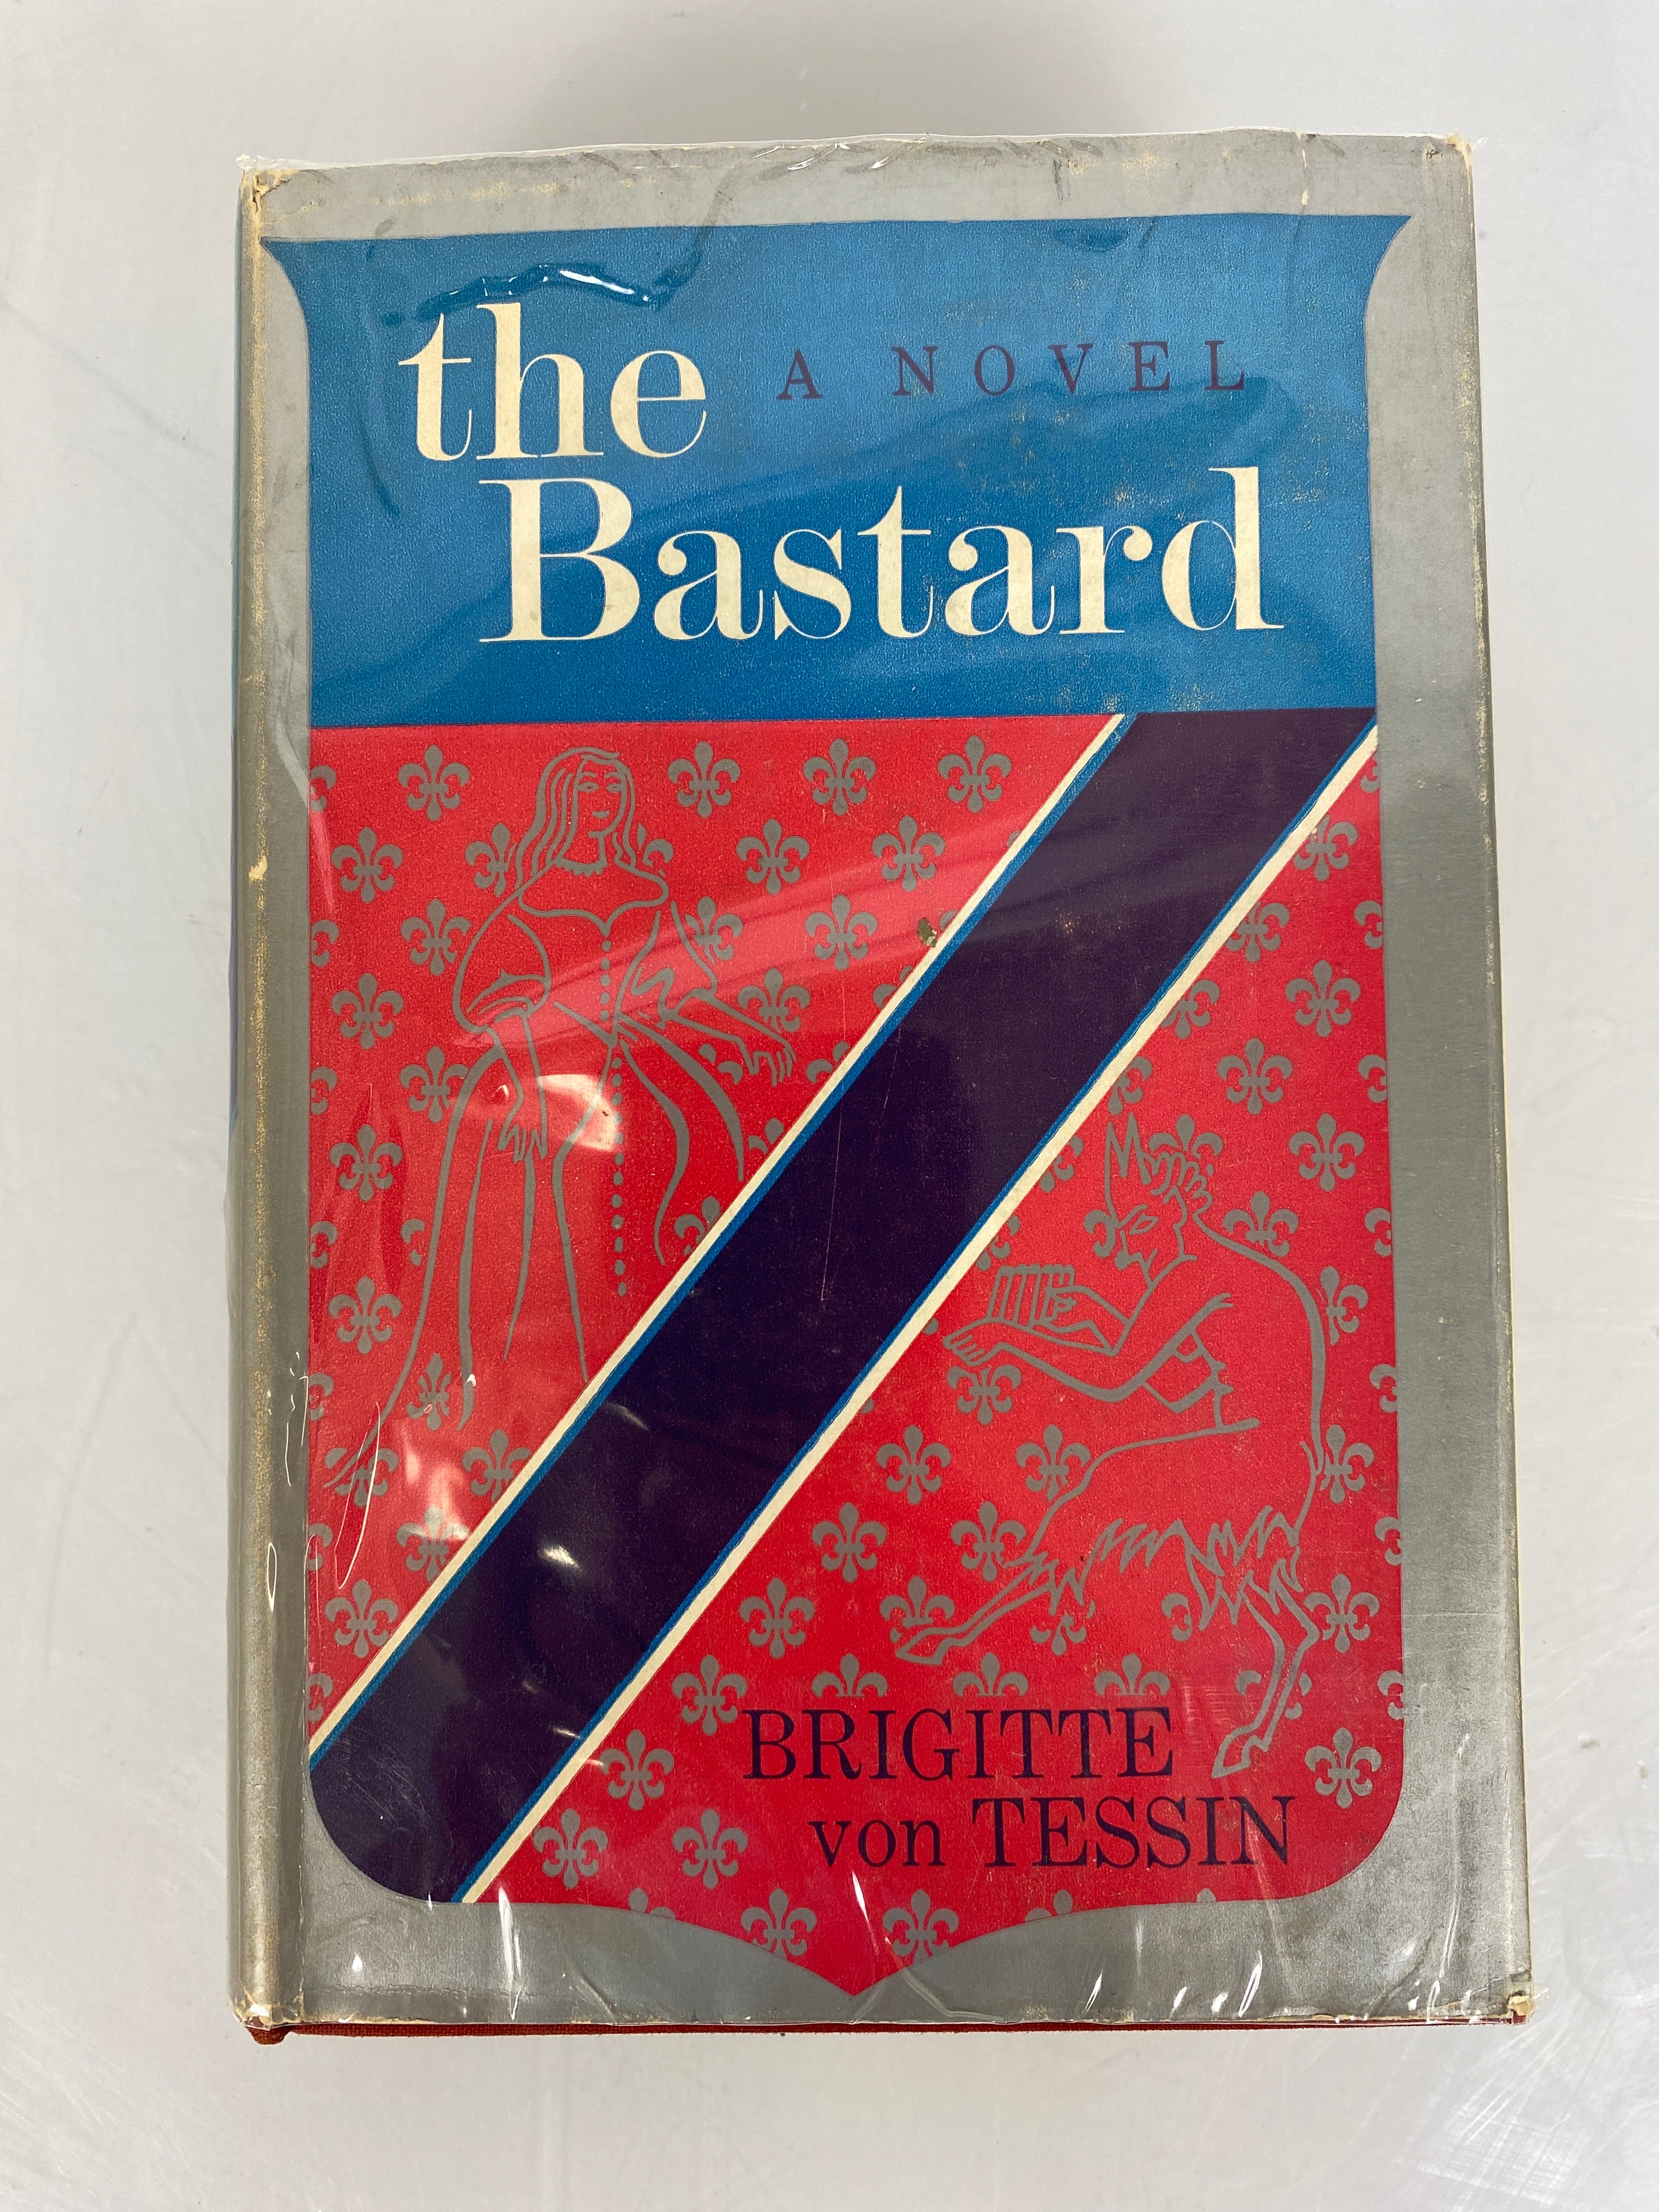 the
A NOVEL
Bastard
BRIGITTE
von TESSIN